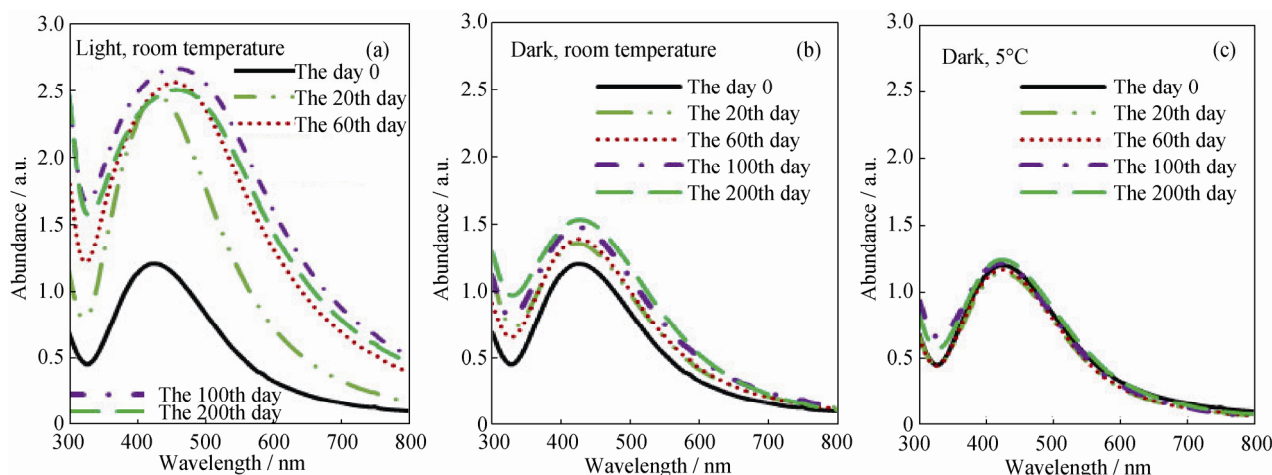 3.0
2.5
2.0
1.5
1.0
0.5
0
Abundance / a.u.
Light, room temperature
(a)
The day 0
The 20th day
The 60th day
The 100th day
The 200th day
300 400 500 600 700 800
Wavelength / nm
3.0
2.5
2.0
1.5
1.0
0.5
0
Abundance / a.u.
Dark, room temperature
(b)
The day 0
The 20th day
The 60th day
The 100th day
The 200th day
300 400 500 600 700 800
Wavelength / nm
3.0
2.5
2.0
1.5
1.0
0.5
0
Abundance / a.u.
Dark, 5°C
(c)
The day 0
The 20th day
The 60th day
The 100th day
The 200th day
300 400 500 600 700 800
Wavelength / nm